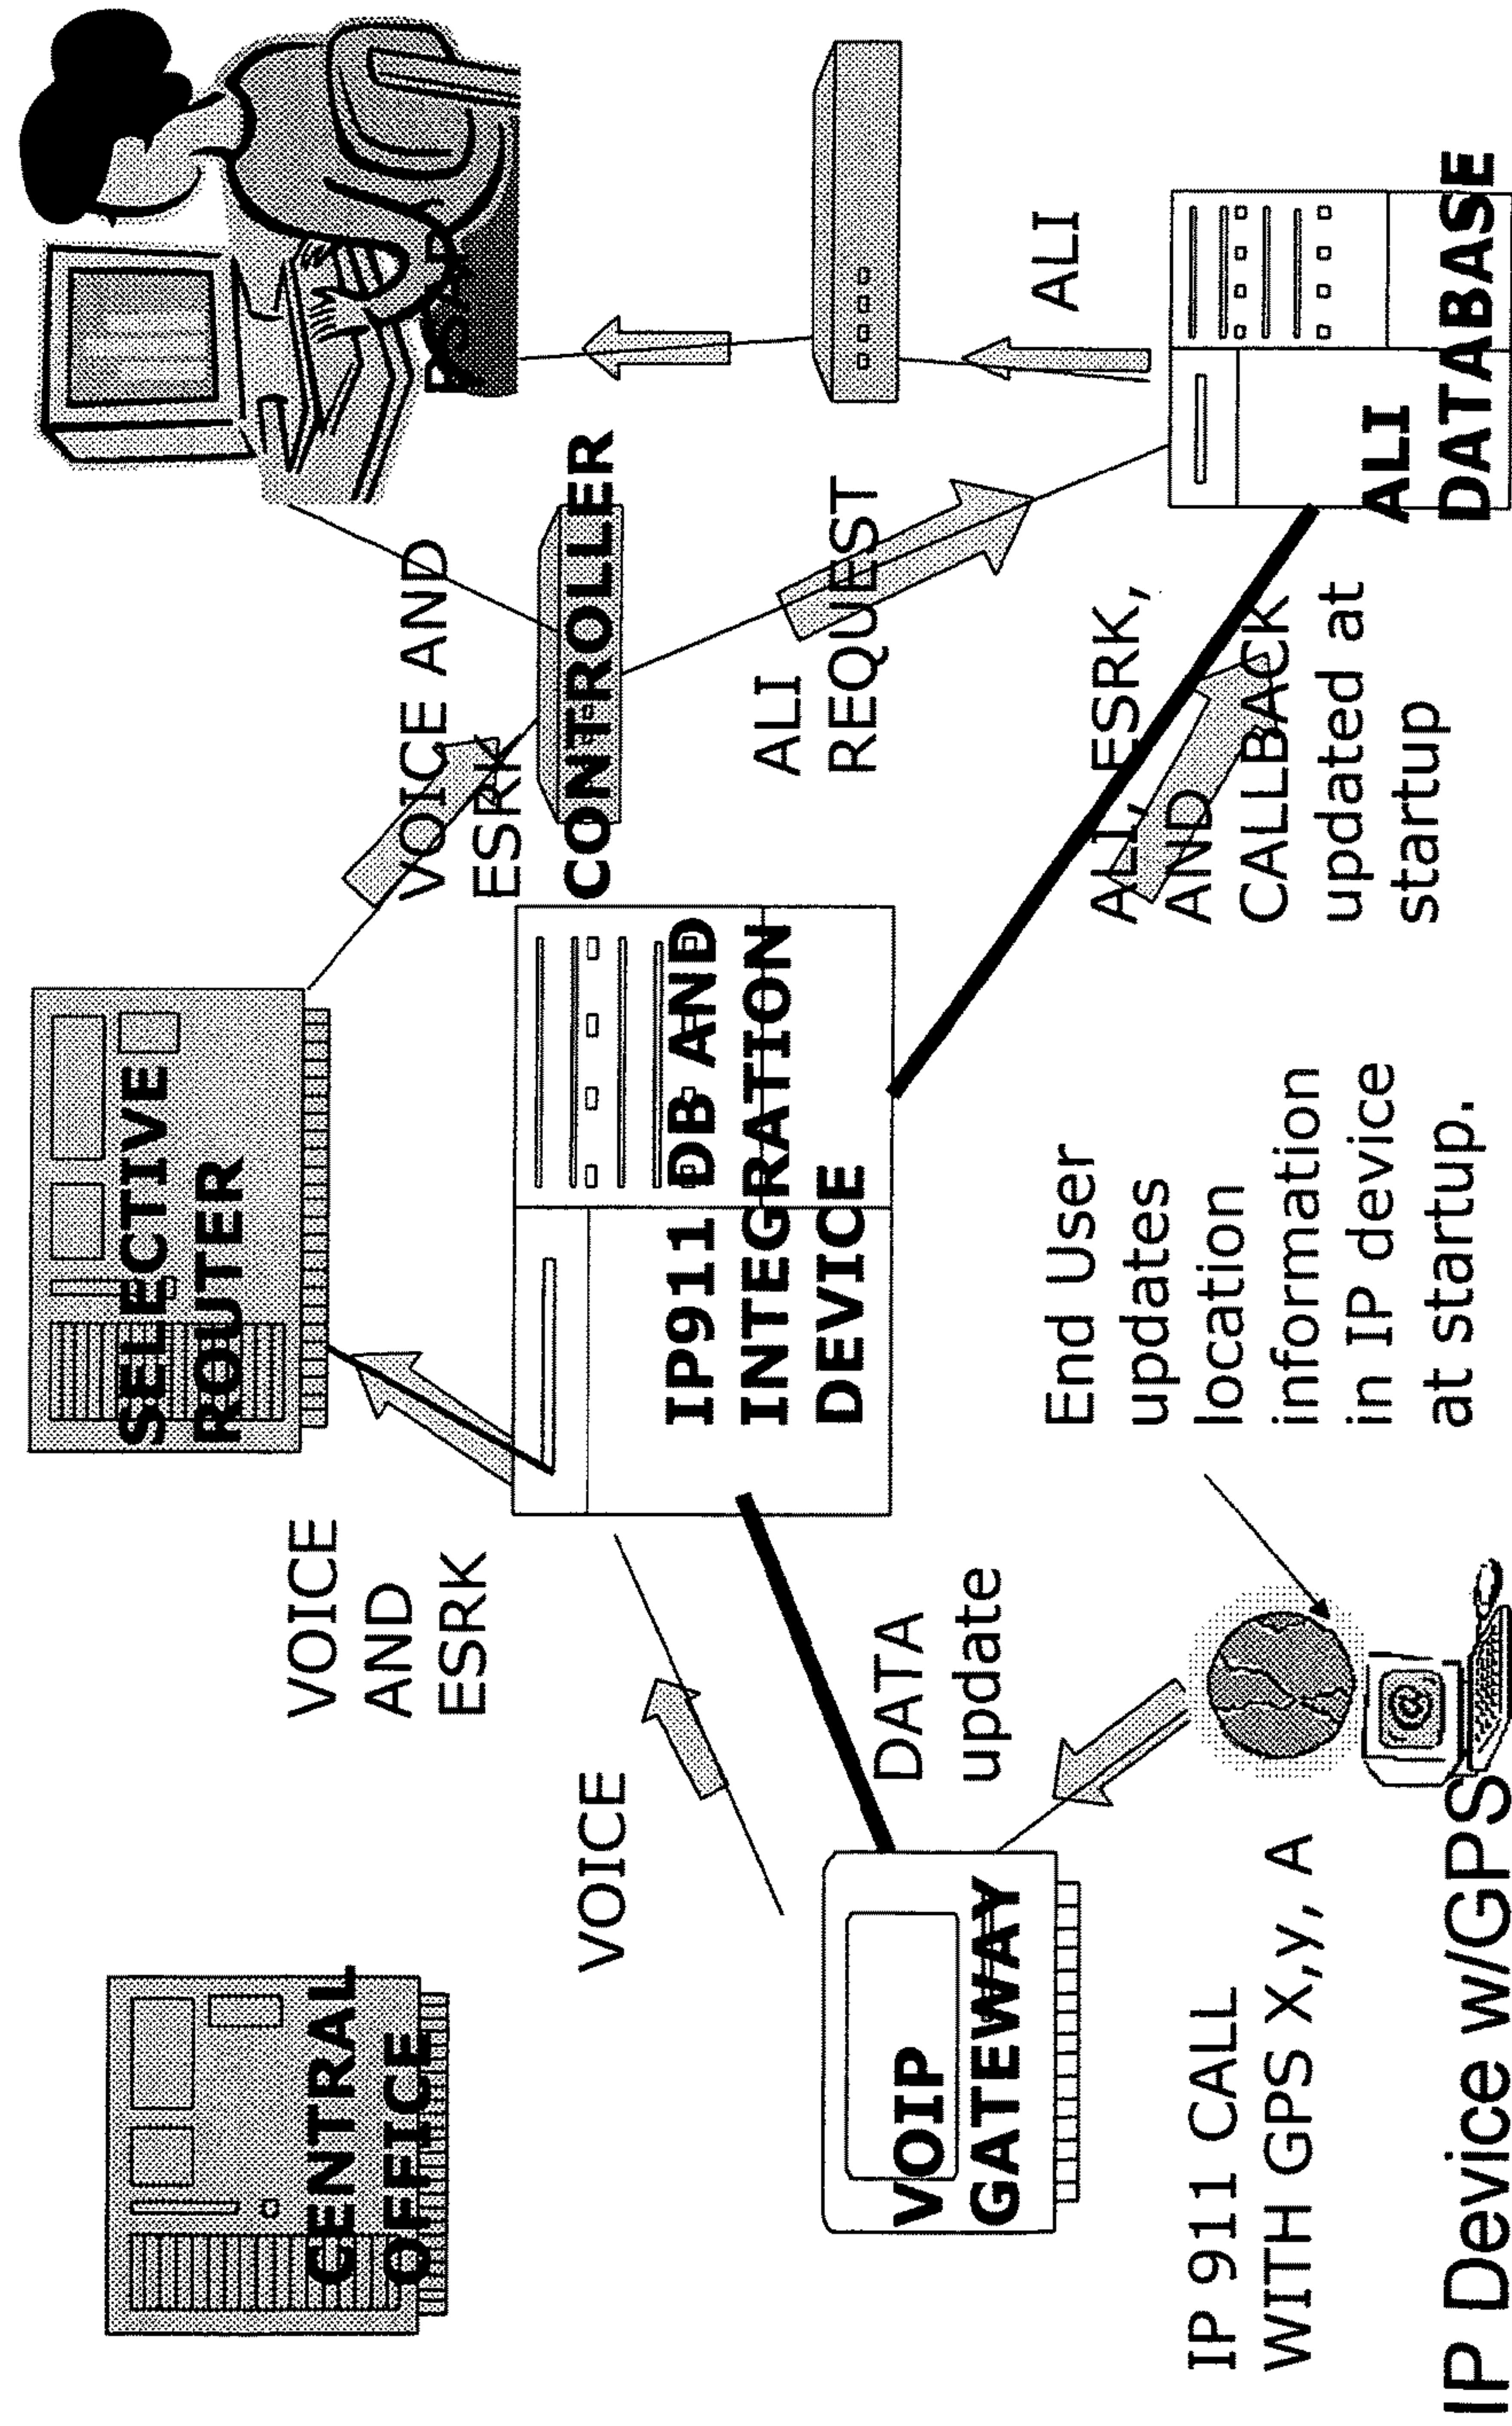 CENTRAL
OFFICE
SELECTIVE
ROUTER
VOICE
AND
ESRK
VOICE AND
ESRK
PSAP
CONTROLLER
VOICE
IP911 DB AND
INTEGRATION
DEVICE
ALI
REQUEST
ALI
VOIP
GATEWAY
DATA
update
ALI, ESRK,
AND
CALLBACK
updated at
startup
ALI
DATABASE
IP 911 CALL
WITH GPS X,y, A
End User
updates
location
information
in IP device
at startup.
@
IP Device w/GPS